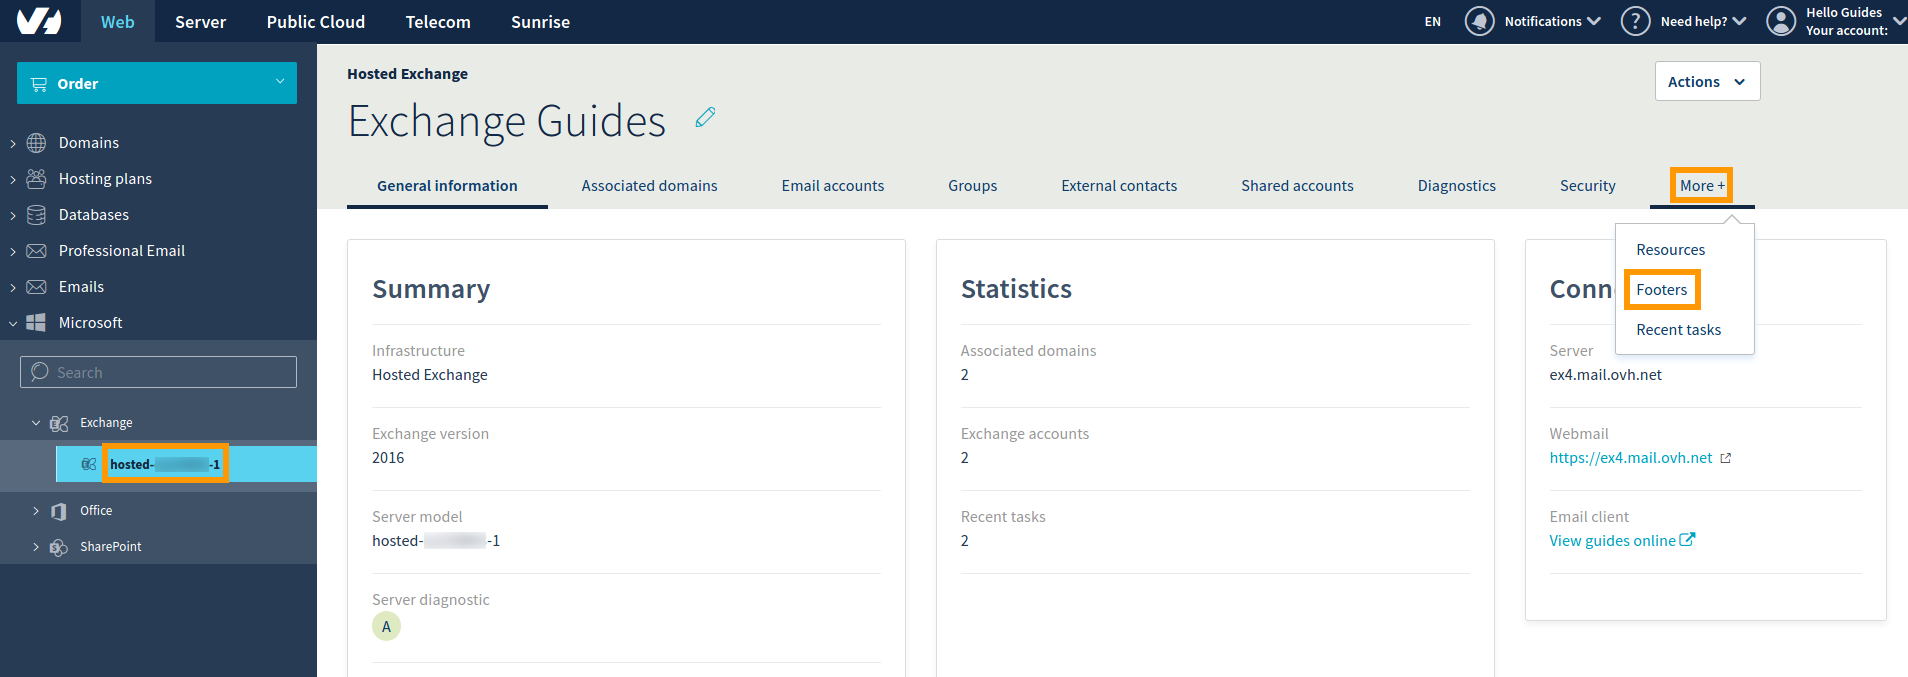 Web Server Public Cloud Telecom Sunrise EN Notifications ? Need help? Hello Guides
Your account:
Order
Domains
Hosting plans
Databases
Professional Email
Emails
Microsoft
Search
Exchange
hosted- -1
Office
SharePoint
Hosted Exchange
Actions
Exchange Guides
General information Associated domains Email accounts Groups External contacts Shared accounts Diagnostics Security More +
Resources
Footers
Recent tasks
Summary
Infrastructure
Hosted Exchange
Exchange version
2016
Server model
hosted- -1
Server diagnostic
A
Statistics
Associated domains
2
Exchange accounts
2
Recent tasks
2
Conn
Server
ex4.mail.ovh.net
Webmail
https://ex4.mail.ovh.net
Email client
View guides online